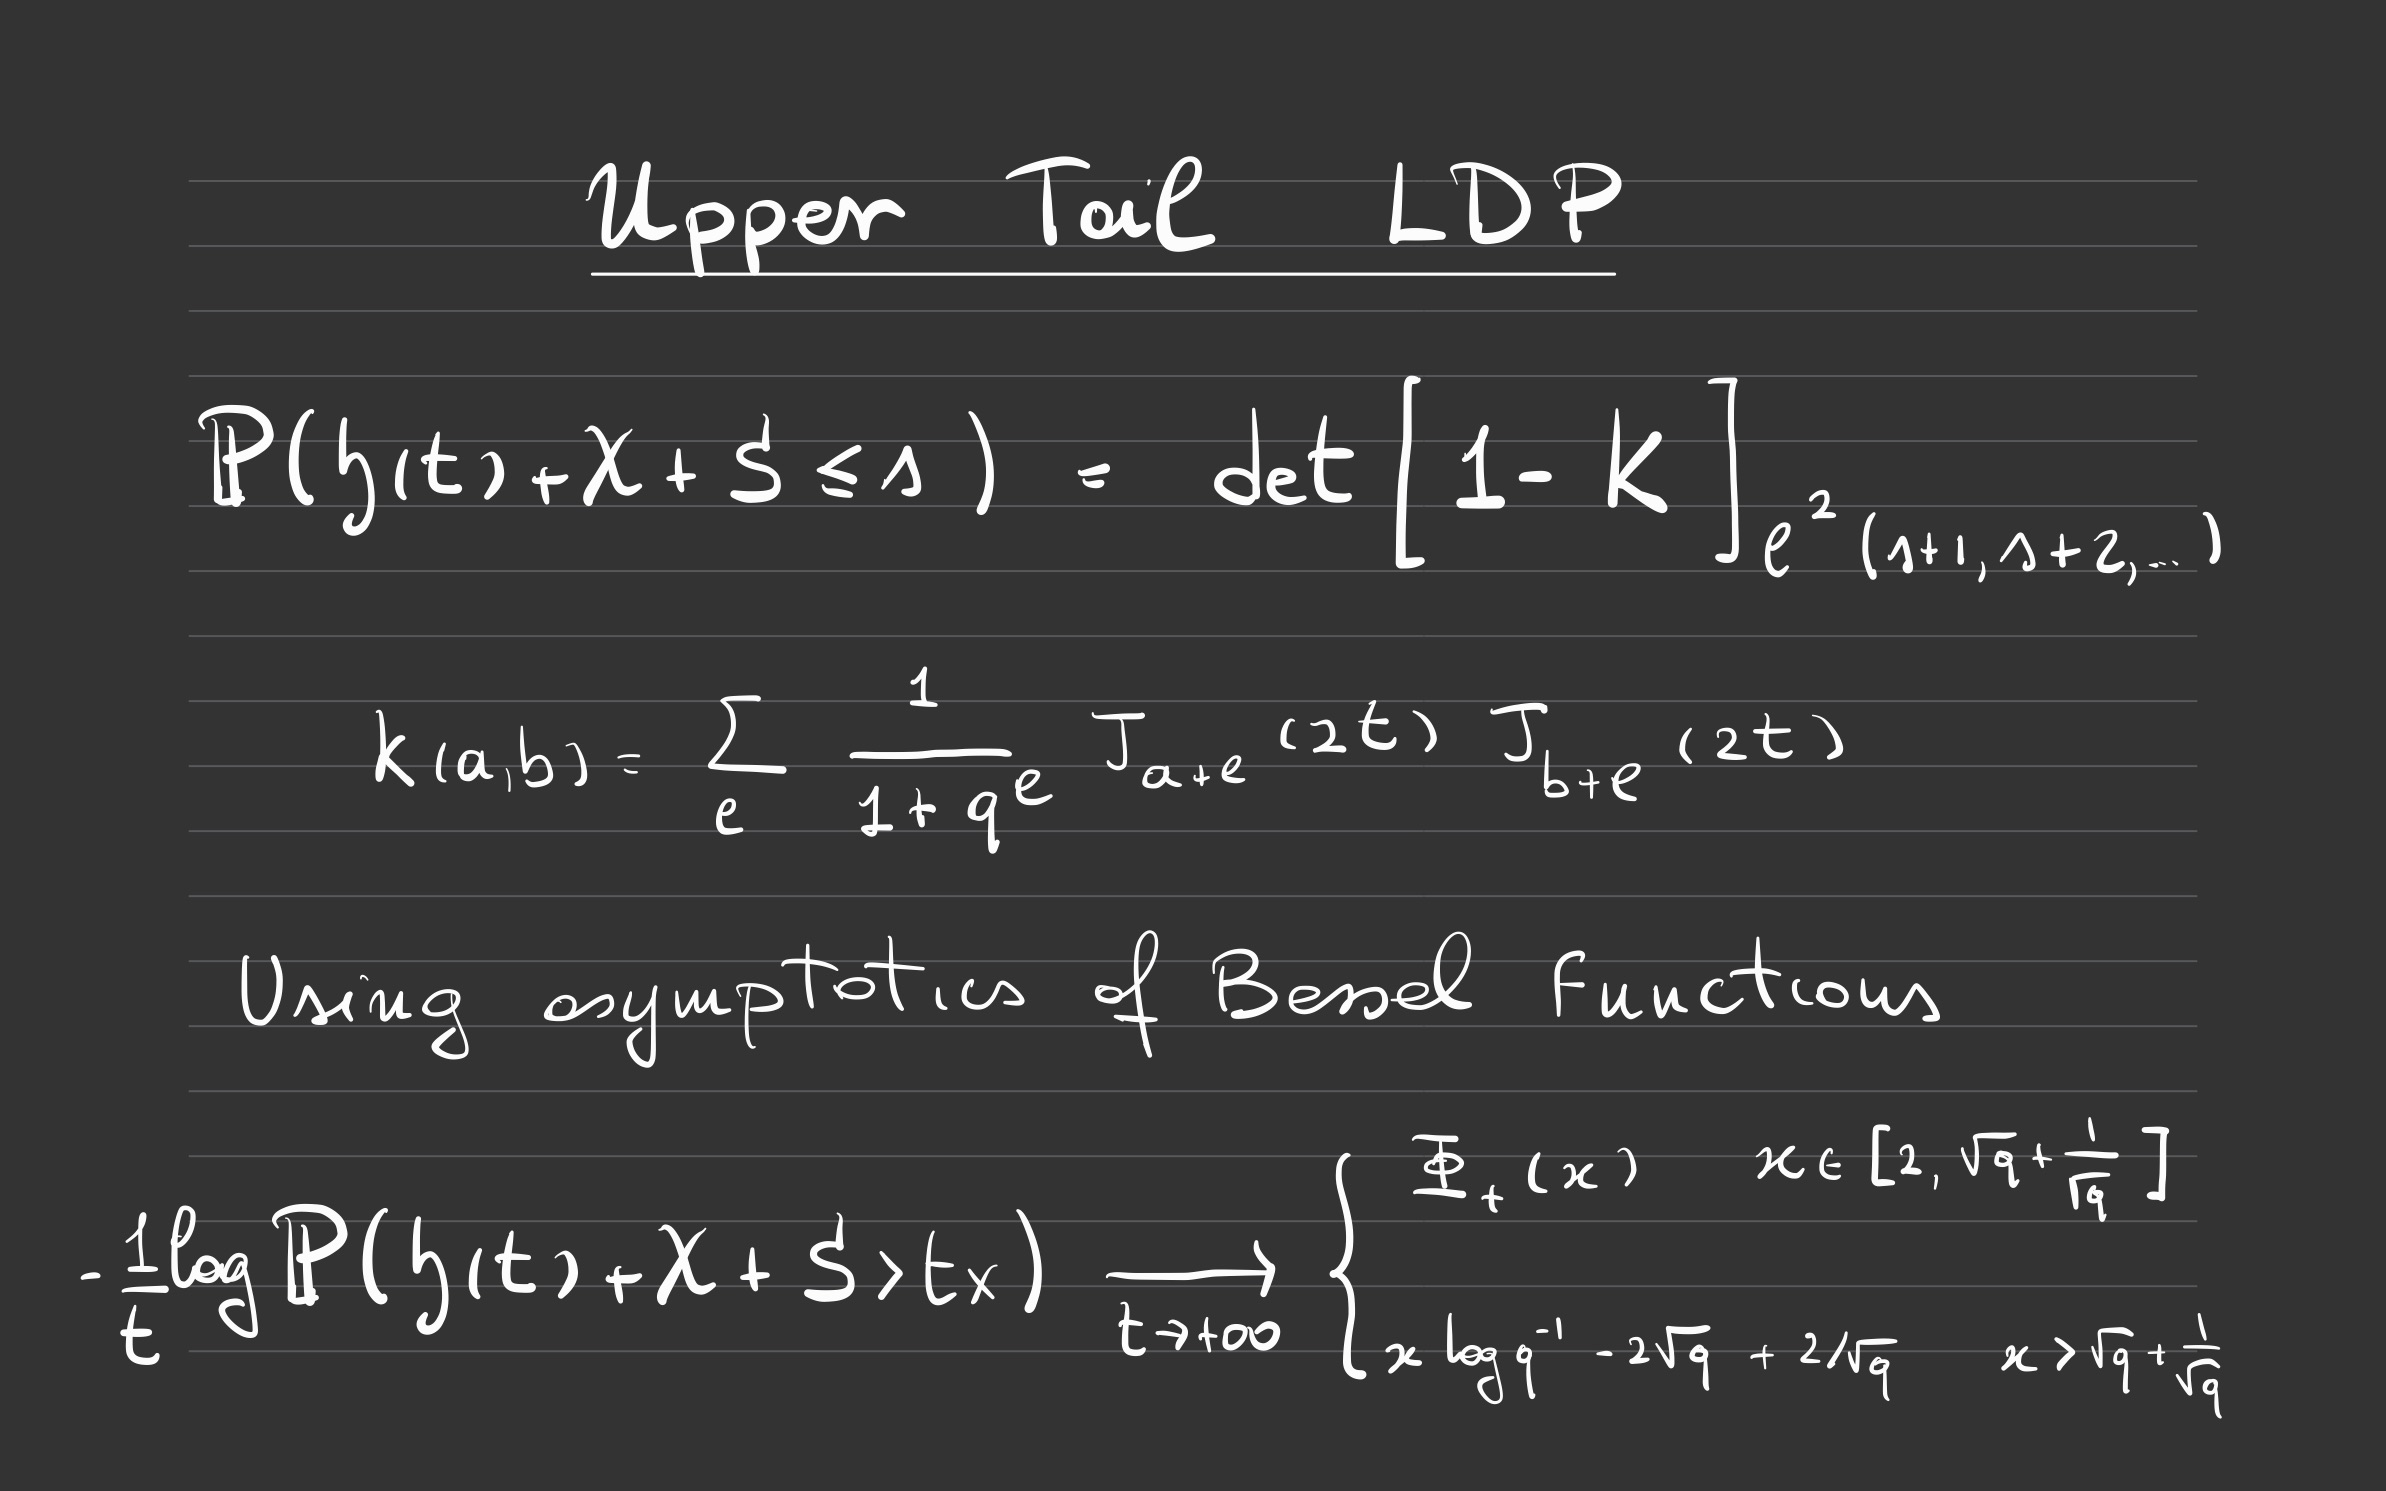 Upper Tail LDP
ℙ(𝔥(t) + χ + S ≤ s) = det[1 - K]_{ℓ²(s+1, s+2, ...)}
K(a,b) = Σ_ℓ 1/(1+q^ℓ) J_{a+ℓ}(2t) J_{b+ℓ}(2t)
Using asymptotics of Bessel functions
-1/t log ℙ(𝔥(t) + χ + S > tx) ⟶_{t→+∞} { Φ₊(x) x ∈ [2, √q + 1/√q]
x log q⁻¹ - 2√q + 2/√q x > √q + 1/√q